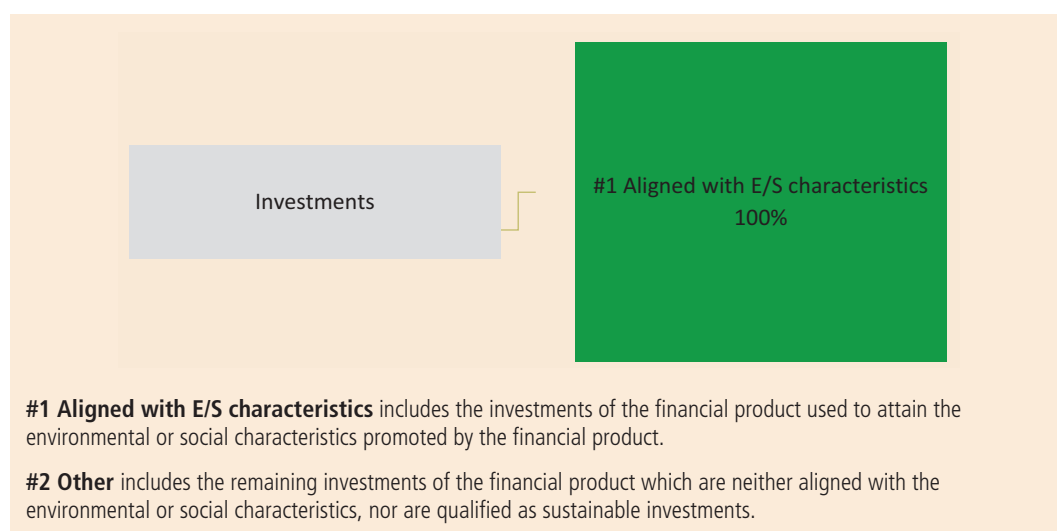 Investments
#1 Aligned with E/S characteristics
100%
#1 Aligned with E/S characteristics includes the investments of the financial product used to attain the
environmental or social characteristics promoted by the financial product.
#2 Other includes the remaining investments of the financial product which are neither aligned with the
environmental or social characteristics, nor are qualified as sustainable investments.